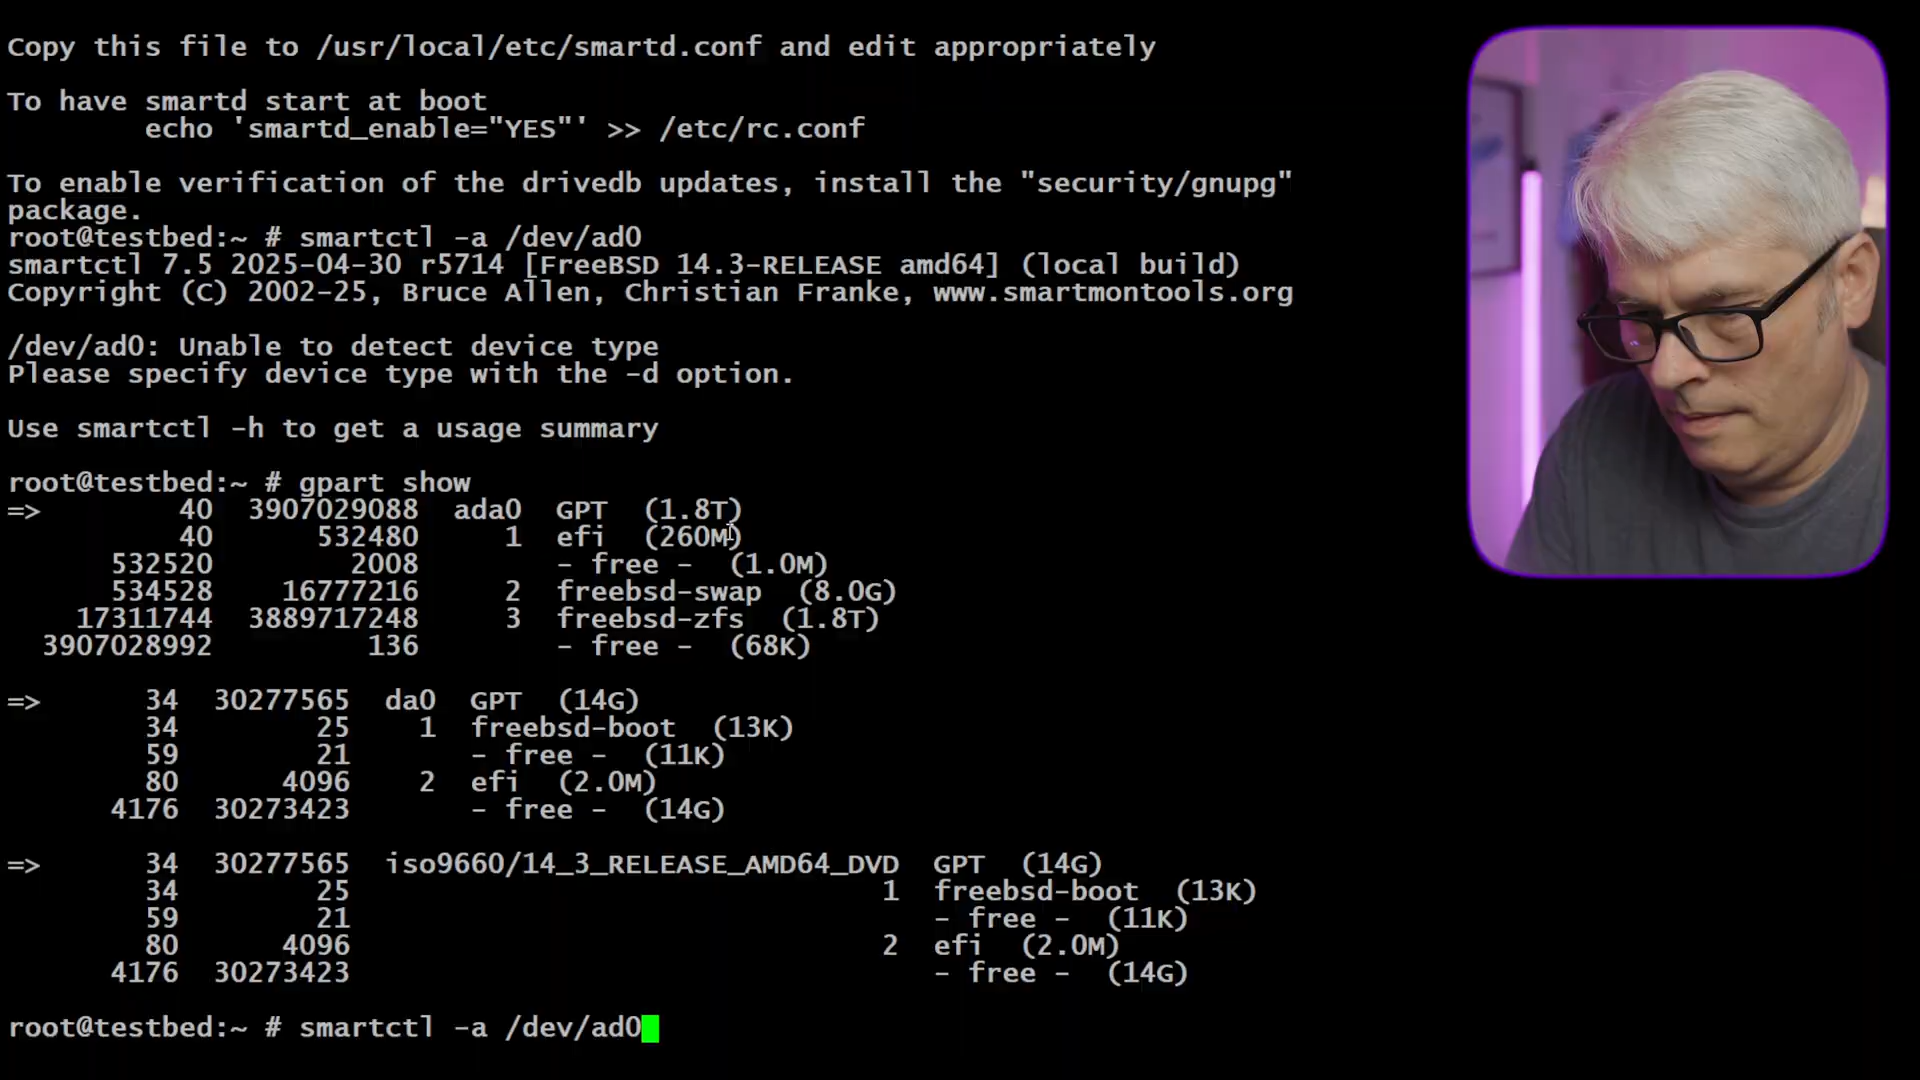 Copy this file to /usr/local/etc/smartd.conf and edit appropriately
To have smartd start at boot
echo 'smartd_enable="YES"' >> /etc/rc.conf
To enable verification of the drivedb updates, install the "security/gnupg"
package.
root@testbed:~ # smartctl -a /dev/ad0
smartctl 7.5 2025-04-30 r5714 [FreeBSD 14.3-RELEASE amd64] (local build)
Copyright (C) 2002-25, Bruce Allen, Christian Franke, www.smartmontools.org
/dev/ad0: Unable to detect device type
Please specify device type with the -d option.
Use smartctl -h to get a usage summary
root@testbed:~ # gpart show
=>        40  3907029088  ada0  GPT  (1.8T)
40      532480     1  efi  (260M)
532520        2008        - free -  (1.0M)
534528    16777216     2  freebsd-swap  (8.0G)
17311744  3889717248     3  freebsd-zfs  (1.8T)
3907028992         136        - free -  (68K)
=>      34  30277565  da0  GPT  (14G)
34        25    1  freebsd-boot  (13K)
59        21       - free -  (11K)
80      4096    2  efi  (2.0M)
4176  30273423       - free -  (14G)
=>      34  30277565  iso9660/14_3_RELEASE_AMD64_DVD  GPT  (14G)
34        25                               1  freebsd-boot  (13K)
59        21                                  - free -  (11K)
80      4096                               2  efi  (2.0M)
4176  30273423                                  - free -  (14G)
root@testbed:~ # smartctl -a /dev/ad0